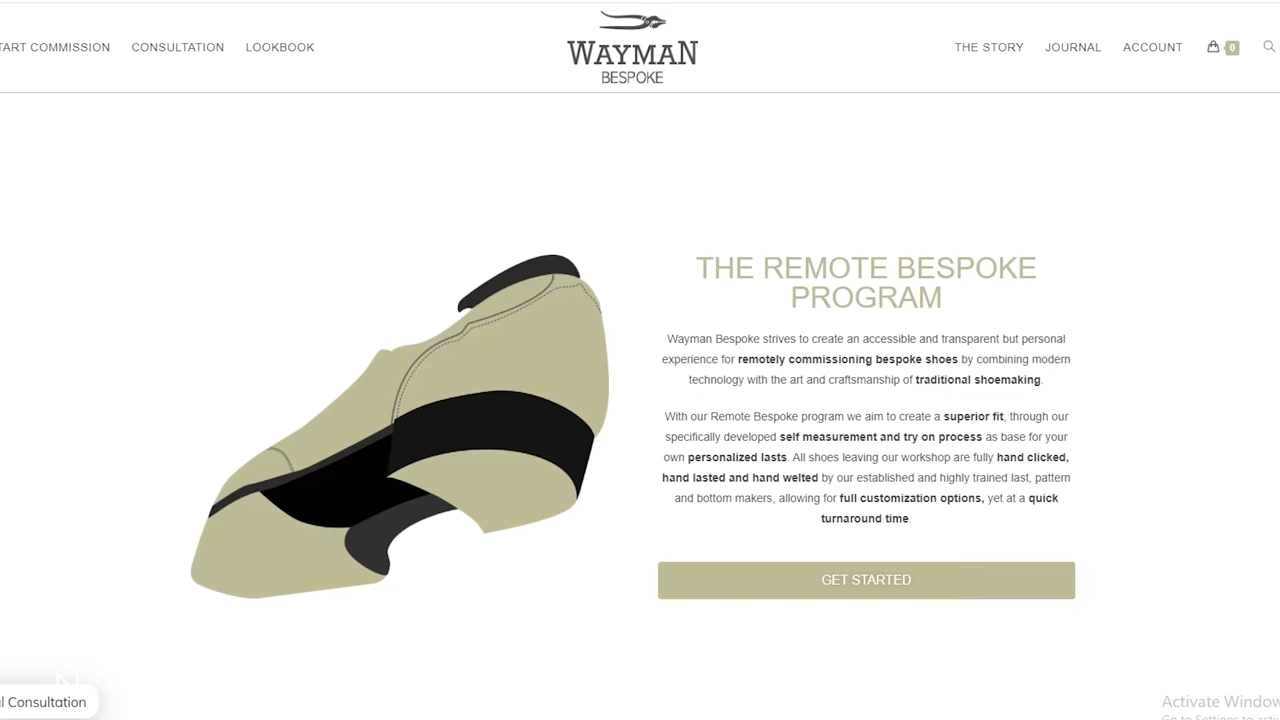 TART COMMISSION CONSULTATION LOOKBOOK
WAYMAN
BESPOKE
THE STORY JOURNAL ACCOUNT 0
THE REMOTE BESPOKE
PROGRAM
Wayman Bespoke strives to create an accessible and transparent but personal
experience for remotely commissioning bespoke shoes by combining modern
technology with the art and craftsmanship of traditional shoemaking.
With our Remote Bespoke program we aim to create a superior fit, through our
specifically developed self measurement and try on process as base for your
own personalized lasts. All shoes leaving our workshop are fully hand clicked,
hand lasted and hand welted by our established and highly trained last, pattern
and bottom makers, allowing for full customization options, yet at a quick
turnaround time.
GET STARTED
l Consultation
Activate Window